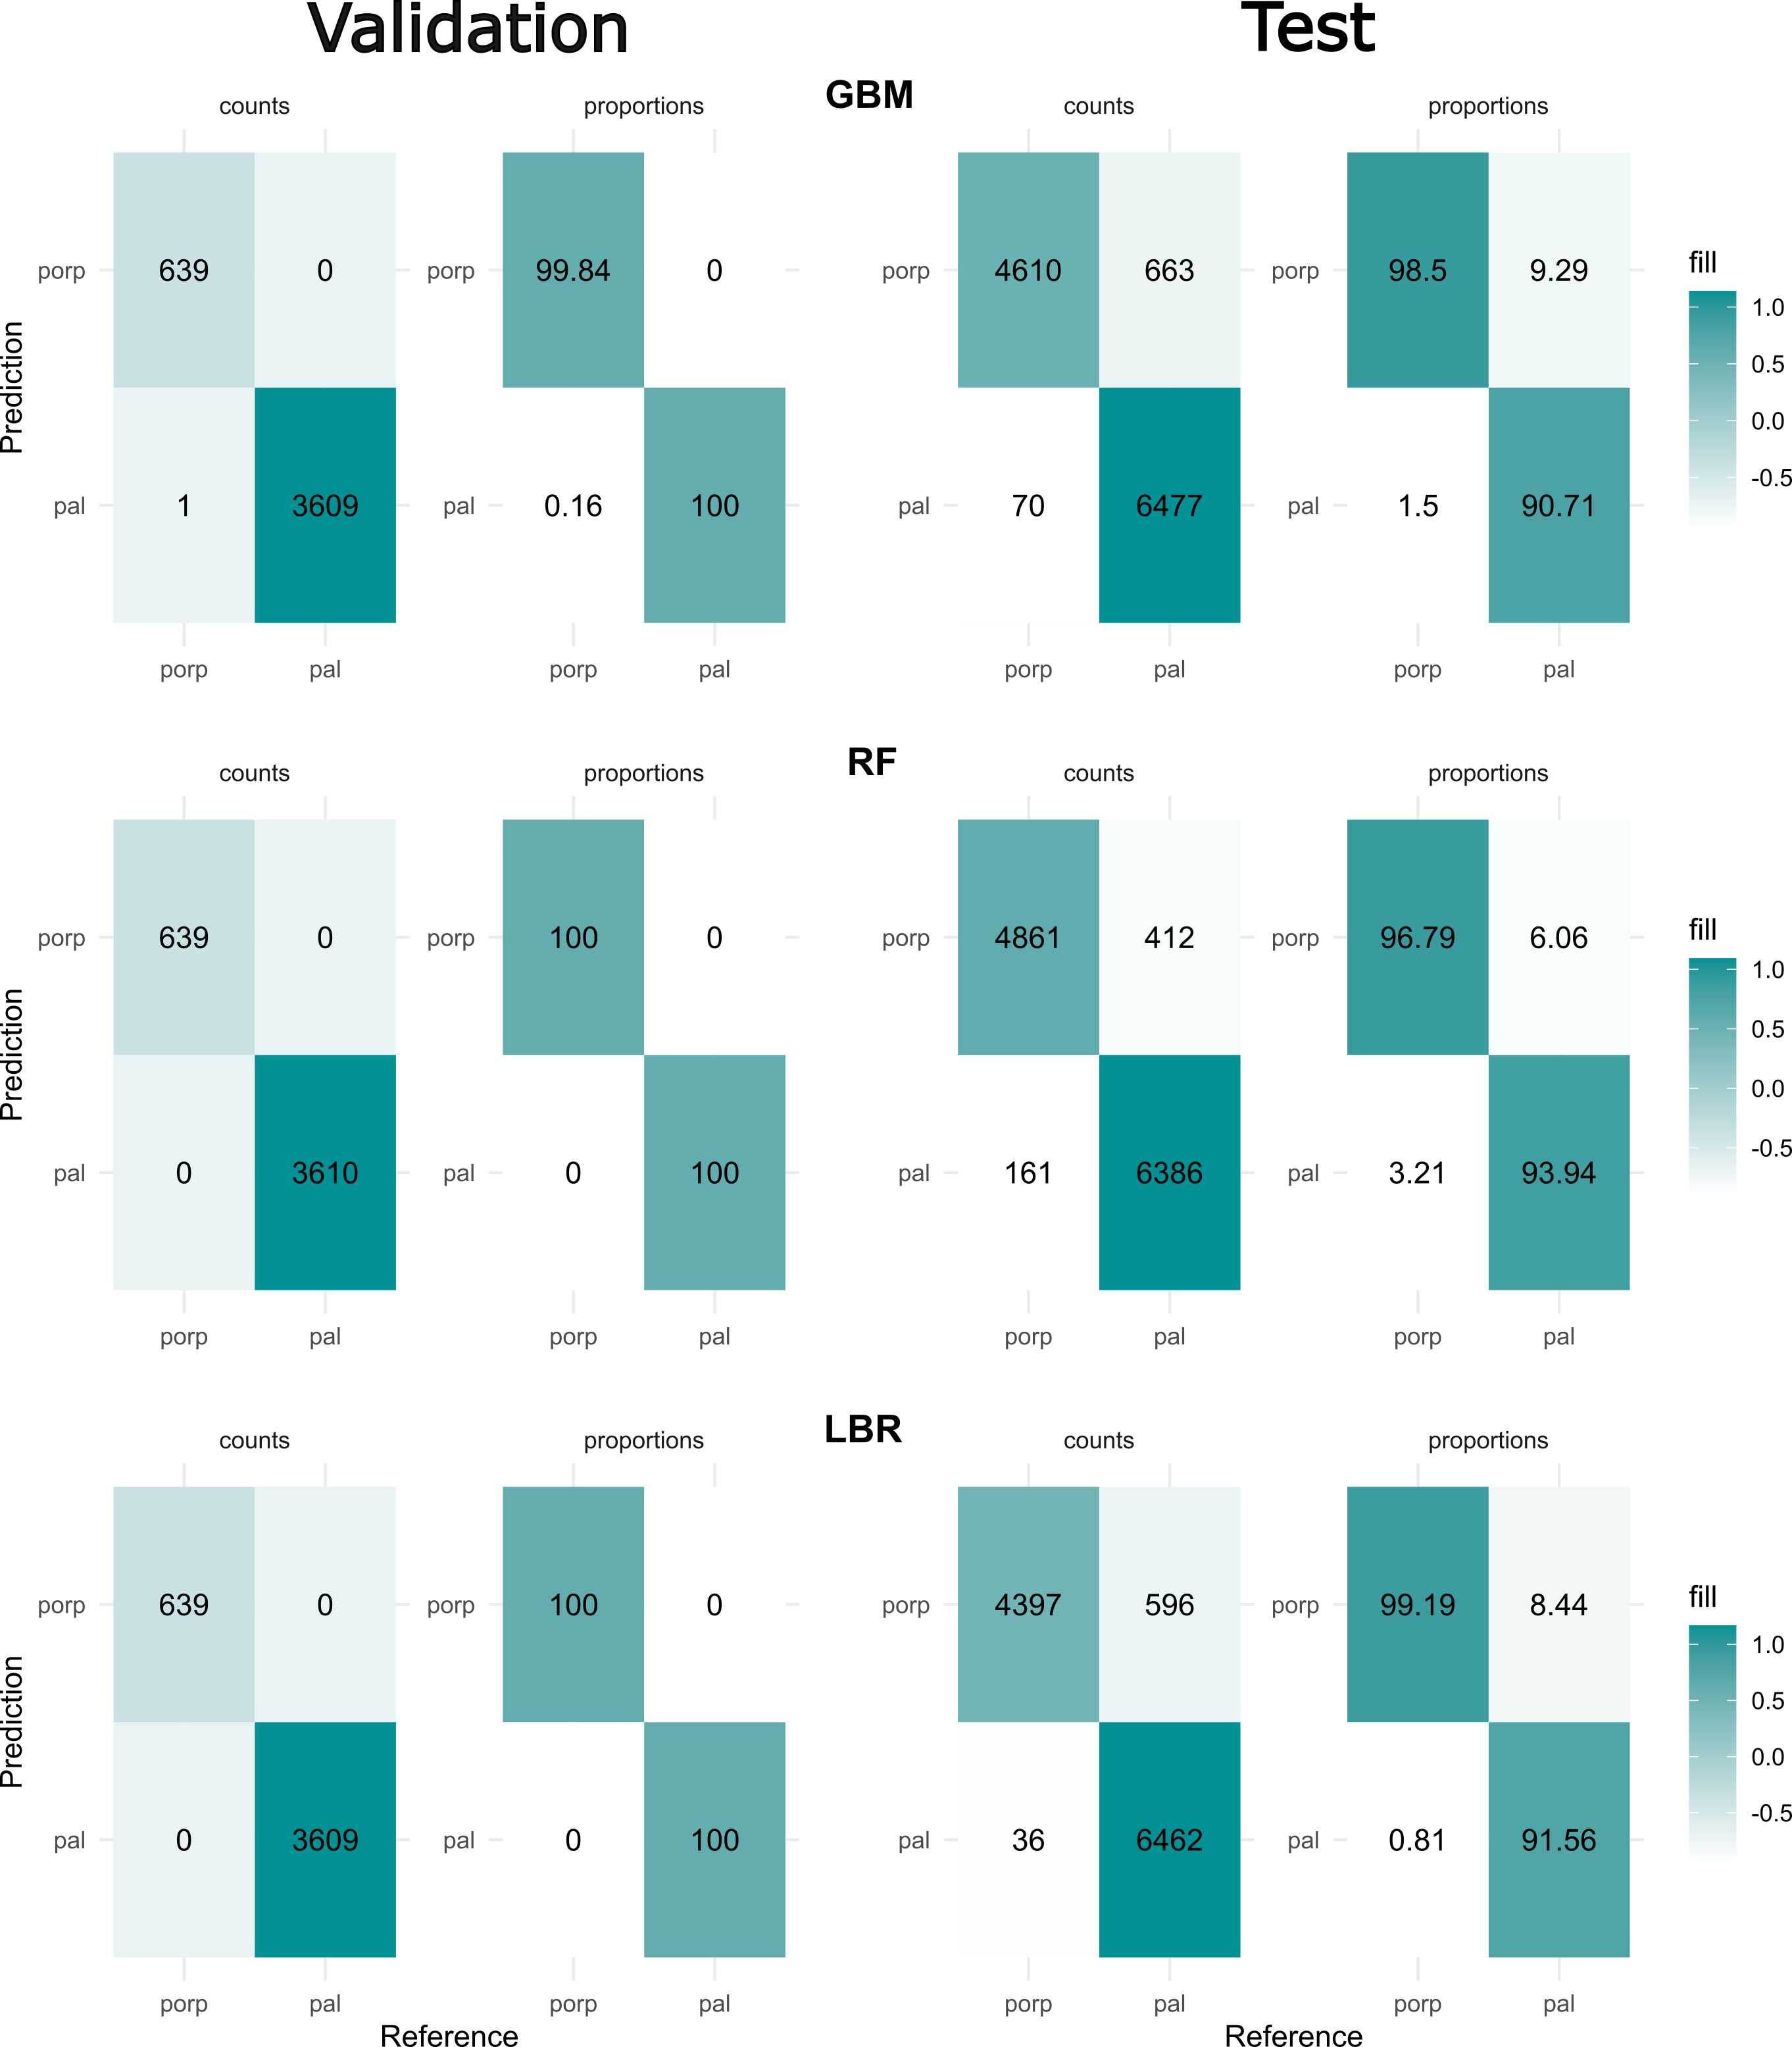 Validation Test
GBM
counts proportions counts proportions
porp 639 0 porp 99.84 0 porp 4610 663 porp 98.5 9.29
pal 1 3609 pal 0.16 100 pal 70 6477 pal 1.5 90.71
porp pal porp pal porp pal porp pal
Prediction
fill
1.0
0.5
0.0
-0.5
RF
counts proportions counts proportions
porp 639 0 porp 100 0 porp 4861 412 porp 96.79 6.06
pal 0 3610 pal 0 100 pal 161 6386 pal 3.21 93.94
porp pal porp pal porp pal porp pal
Prediction
fill
1.0
0.5
0.0
-0.5
LBR
counts proportions counts proportions
porp 639 0 porp 100 0 porp 4397 596 porp 99.19 8.44
pal 0 3609 pal 0 100 pal 36 6462 pal 0.81 91.56
porp pal porp pal porp pal porp pal
Prediction
fill
1.0
0.5
0.0
-0.5
Reference Reference